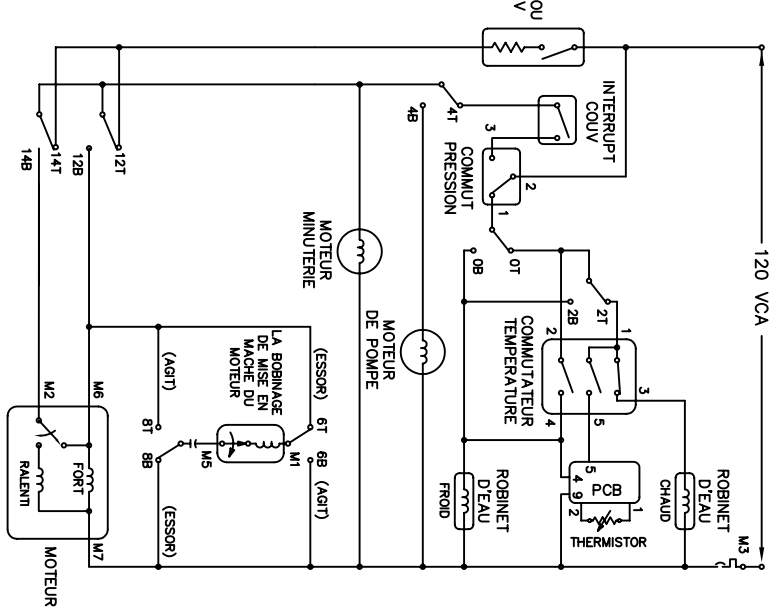 OU
V
120 VCA
INTERRUPT
COUV
4T
4B
3
2
1
COMMUT
PRESSION
12T
12B
14T
14B
MOTEUR
MINUTERIE
MOTEUR
DE POMPE
0T
0B
2T
2B
1
2
3
4
5
COMMUTATEUR
TEMPERATURE
LA BOBINAGE
DE MISE EN
MACHE DU
MOTEUR
(AGIT)
(ESSOR)
8T
8B
M5
M1
6T
6B
(ESSOR)
(AGIT)
M2
M6
M7
FORT
RALENTI
MOTEUR
ROBINET
D'EAU
FROID
5
4
9
PCB
1
2
THERMISTOR
ROBINET
D'EAU
CHAUD
M3